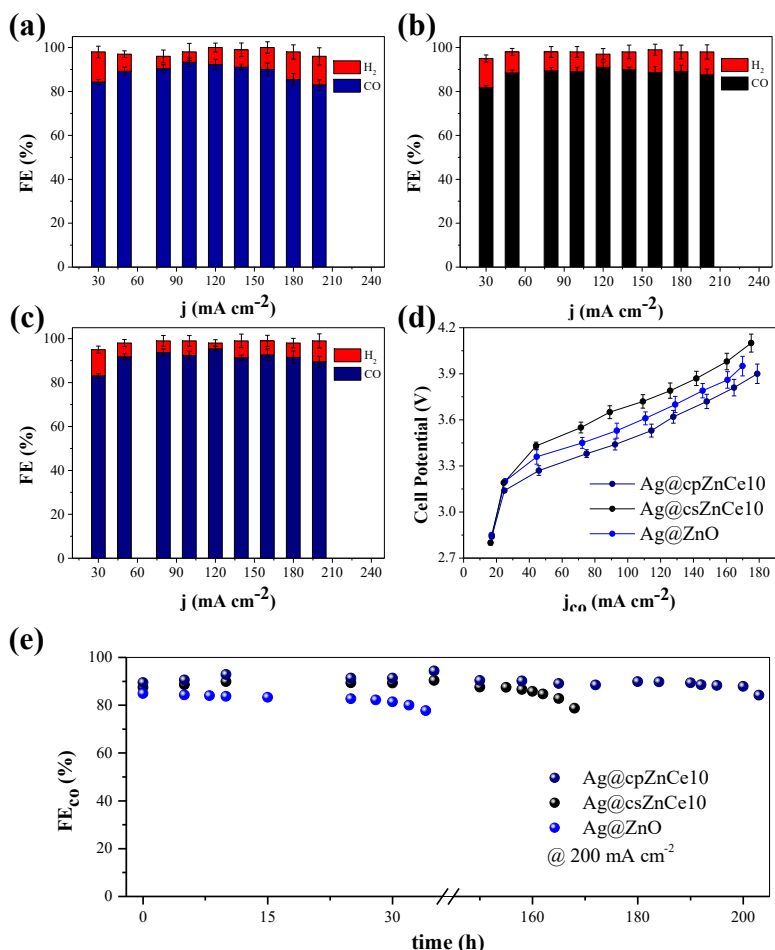 (a)
FE (%)
100
80
60
40
20
0
H₂
CO
30 60 90 120 150 180 210 240
j (mA cm⁻²)
(b)
FE (%)
100
80
60
40
20
0
H₂
CO
30 60 90 120 150 180 210 240
j (mA cm⁻²)
(c)
FE (%)
100
80
60
40
20
0
H₂
CO
30 60 90 120 150 180 210 240
j (mA cm⁻²)
(d)
Cell Potential (V)
4.2
3.9
3.6
3.3
3.0
2.7
Ag@cpZnCe10
Ag@csZnCe10
Ag@ZnO
0 20 40 60 80 100 120 140 160 180
j_co (mA cm⁻²)
(e)
FE_co (%)
100
80
60
40
20
0
Ag@cpZnCe10
Ag@csZnCe10
Ag@ZnO
@ 200 mA cm⁻²
0 15 30 // 160 180 200
time (h)